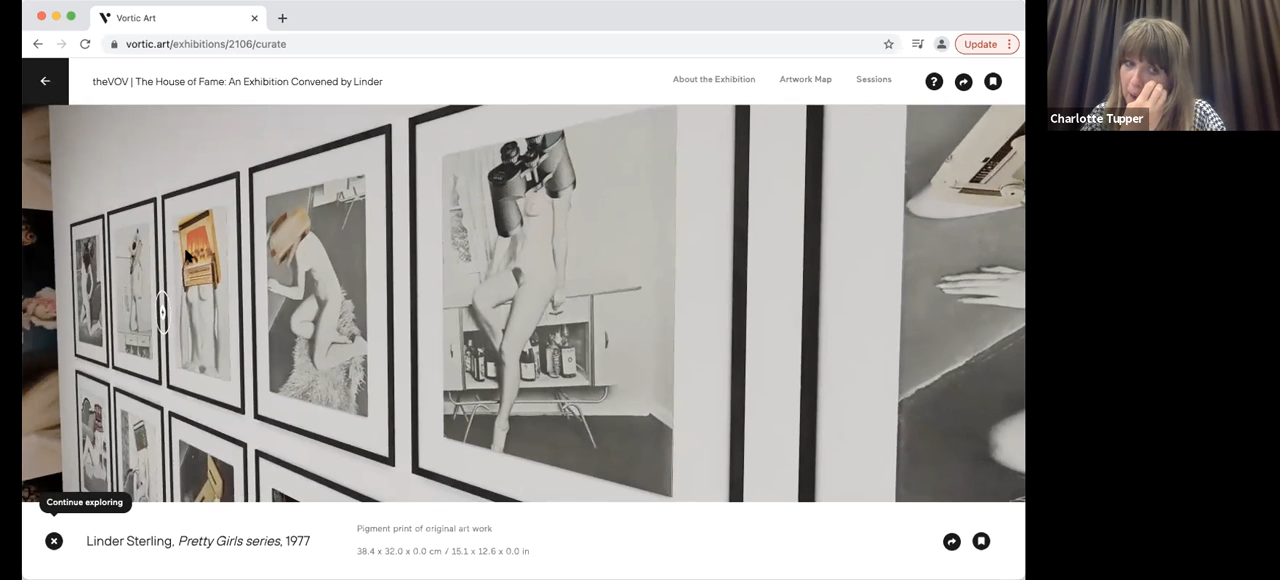 Vortic Art
vortic.art/exhibitions/2106/curate
Update
theVOV | The House of Fame: An Exhibition Convened by Linder
About the Exhibition
Artwork Map
Sessions
?
Charlotte Tupper
Continue exploring
Linder Sterling, Pretty Girls series, 1977
Pigment print of original art work
38.4 x 32.0 x 0.0 cm / 15.1 x 12.6 x 0.0 in